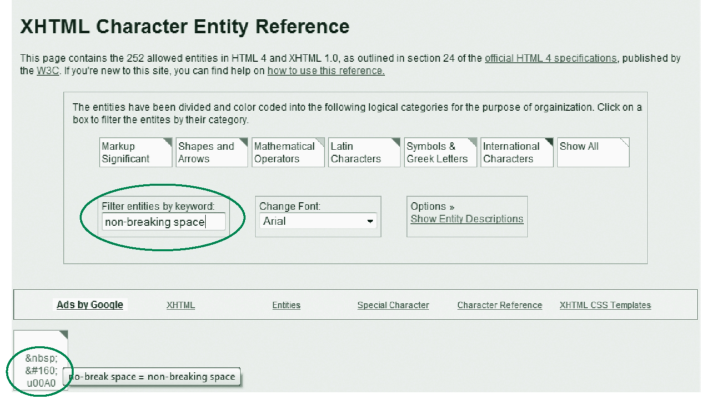 XHTML Character Entity Reference
This page contains the 252 allowed entities in HTML 4 and XHTML 1.0, as outlined in section 24 of the official HTML 4 specifications, published by
the W3C. If you're new to this site, you can find help on how to use this reference.
The entities have been divided and color coded into the following logical categories for the purpose of orgainization. Click on a
box to filter the entites by their category.
Markup Significant
Shapes and Arrows
Mathematical Operators
Latin Characters
Symbols & Greek Letters
International Characters
Show All
Filter entities by keyword:
non-breaking space
Change Font:
Arial
Options »
Show Entity Descriptions
Ads by Google XHTML Entities Special Character Character Reference XHTML CSS Templates
&nbsp;
&#160;
u00A0
no-break space = non-breaking space